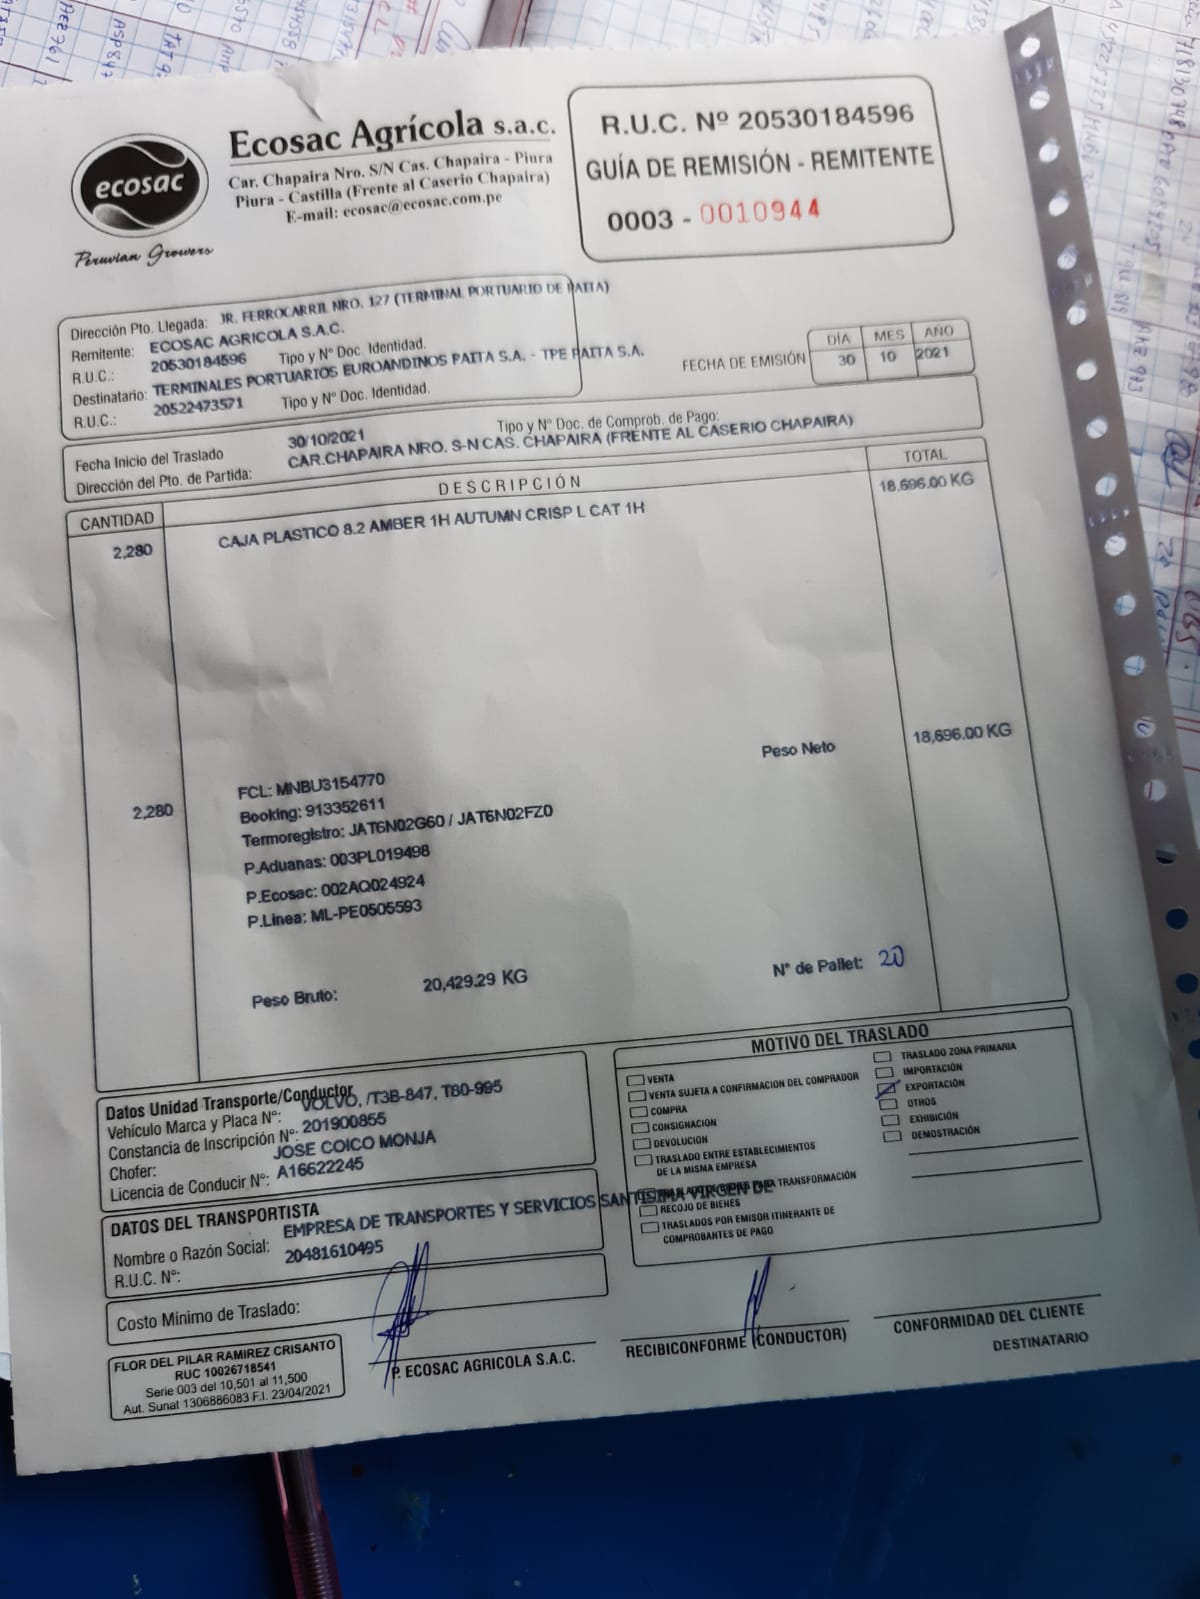 ecosac
Peruvian Growers
Ecosac Agrícola s.a.c.
Car. Chapaira Nro. S/N Cas. Chapaira - Piura
Piura - Castilla (Frente al Caserio Chapaira)
E-mail: ecosac@ecosac.com.pe
R.U.C. Nº 20530184596
GUÍA DE REMISIÓN - REMITENTE
0003 - 0010944
Dirección Pto. Llegada: JR. FERROCARRIL NRO. 127 (TERMINAL PORTUARIO DE PAITA)
Remitente: ECOSAC AGRICOLA S.A.C.
R.U.C.: 20530184596 Tipo y N° Doc. Identidad.
Destinatario: TERMINALES PORTUARIOS EUROANDINOS PAITA S.A. - TPE PAITA S.A.
R.U.C.: 20522473571 Tipo y N° Doc. Identidad.
FECHA DE EMISIÓN
DÍA MES AÑO
30 10 2021
Fecha Inicio del Traslado 30/10/2021 Tipo y N° Doc. de Comprob. de Pago:
Dirección del Pto. de Partida: CAR.CHAPAIRA NRO. S-N CAS. CHAPAIRA (FRENTE AL CASERIO CHAPAIRA)
CANTIDAD DESCRIPCIÓN TOTAL
2,280 CAJA PLASTICO 8.2 AMBER 1H AUTUMN CRISP L CAT 1H 18,696.00 KG
Peso Neto 18,696.00 KG
2,280
FCL: MNBU3154770
Booking: 913352611
Termoregistro: JAT6N02G60 / JAT6N02FZ0
P.Aduanas: 003PL019498
P.Ecosac: 002AQ024924
P.Linea: ML-PE0505593
Peso Bruto: 20,429.29 KG N° de Pallet: 20
Datos Unidad Transporte/Conductor
Vehículo Marca y Placa N°: VOLVO, /T3B-847, T80-995
Constancia de Inscripción N°: 201900855
Chofer: JOSE COICO MONJA
Licencia de Conducir N°: A16622245
DATOS DEL TRANSPORTISTA
Nombre o Razón Social: EMPRESA DE TRANSPORTES Y SERVICIOS SANTISIMA VIRGEN DE
R.U.C. N°: 20481610495
Costo Mínimo de Traslado:
MOTIVO DEL TRASLADO
VENTA
VENTA SUJETA A CONFIRMACION DEL COMPRADOR
COMPRA
CONSIGNACION
DEVOLUCION
TRASLADO ENTRE ESTABLECIMIENTOS
DE LA MISMA EMPRESA
TRASLADO DE BIENES PARA TRANSFORMACIÓN
RECOJO DE BIENES
TRASLADOS POR EMISOR ITINERANTE DE
COMPROBANTES DE PAGO
TRASLADO ZONA PRIMARIA
IMPORTACIÓN
EXPORTACIÓN
OTROS
EXHIBICIÓN
DEMOSTRACIÓN
FLOR DEL PILAR RAMIREZ CRISANTO
RUC 10026718541
Serie 003 del 10,501 al 11,500
Aut. Sunat 1306886083 F.I. 23/04/2021
P. ECOSAC AGRICOLA S.A.C.
RECIBICONFORME (CONDUCTOR)
CONFORMIDAD DEL CLIENTE
DESTINATARIO